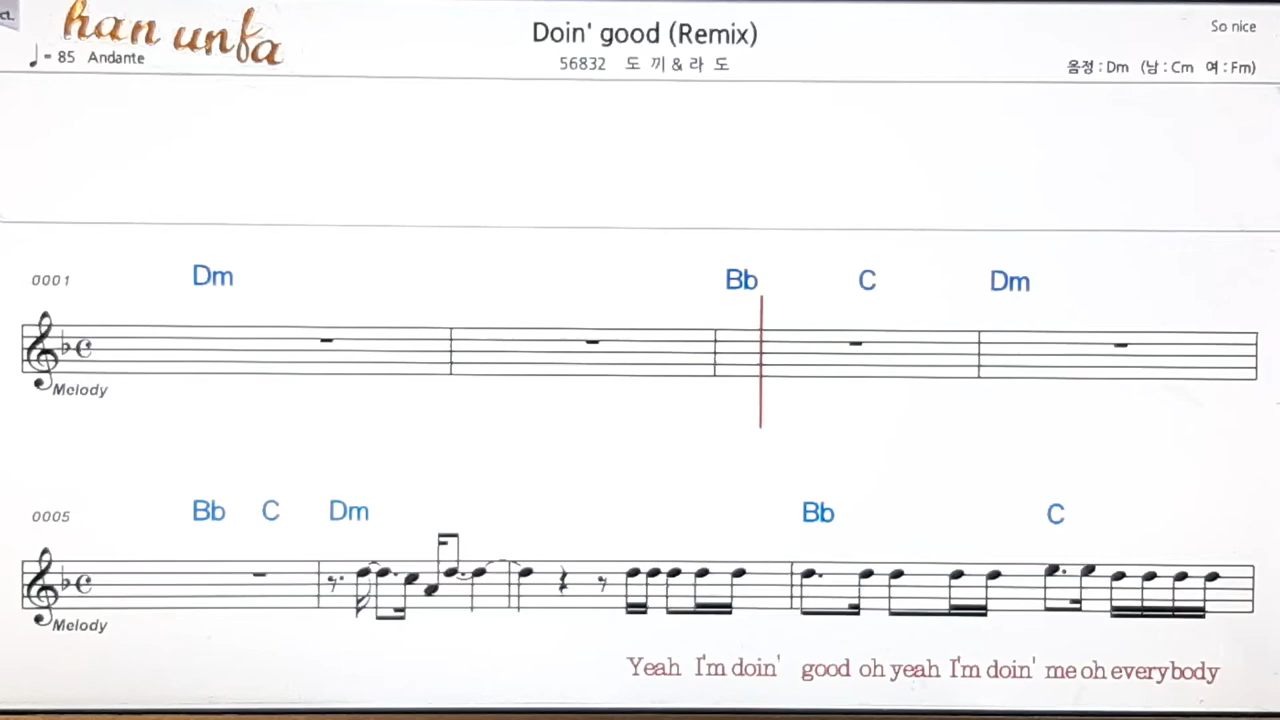 han unfa
Doin' good (Remix)
So nice
♩= 85 Andante
56832 도 끼 & 라 도
음정 : Dm (남 : Cm 여 : Fm)
0001 Dm Bb C Dm
Melody
0005 Bb C Dm Bb C
Melody
Yeah I'm doin' good oh yeah I'm doin' me oh everybody